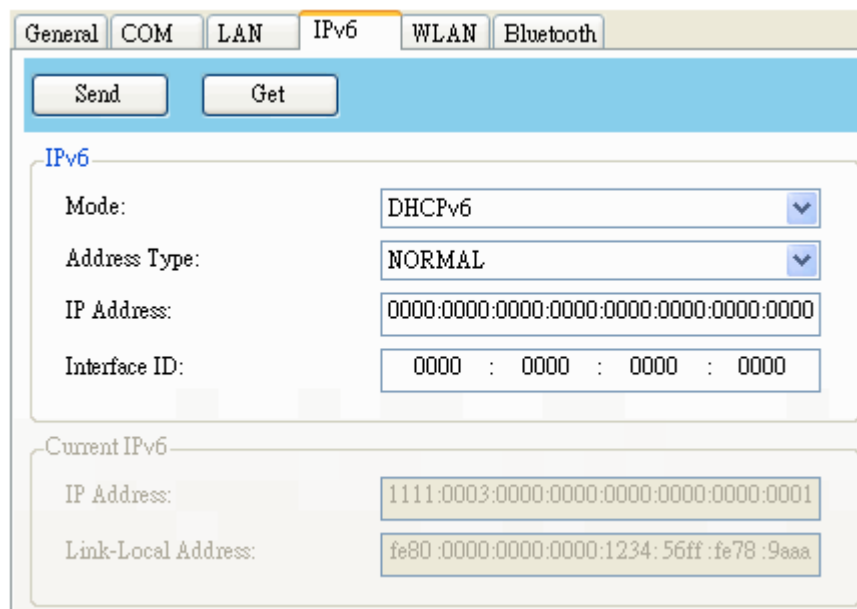 General COM LAN IPv6 WLAN Bluetooth
Send Get
IPv6
Mode: DHCPv6
Address Type: NORMAL
IP Address: 0000:0000:0000:0000:0000:0000:0000:0000
Interface ID: 0000 : 0000 : 0000 : 0000
Current IPv6
IP Address: 1111:0003:0000:0000:0000:0000:0000:0001
Link-Local Address: fe80 :0000:0000:0000:1234: 56ff :fe78 :9aaa